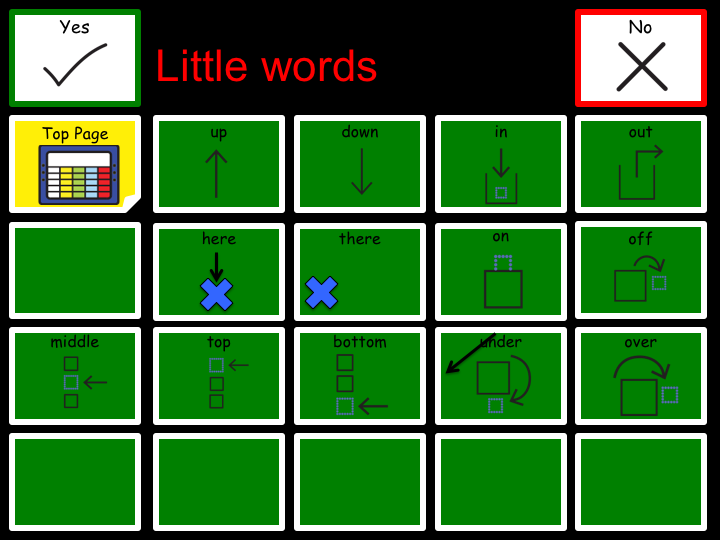 Yes
Little words
No
Top Page
up
down
in
out
here
there
on
off
middle
top
bottom
under
over